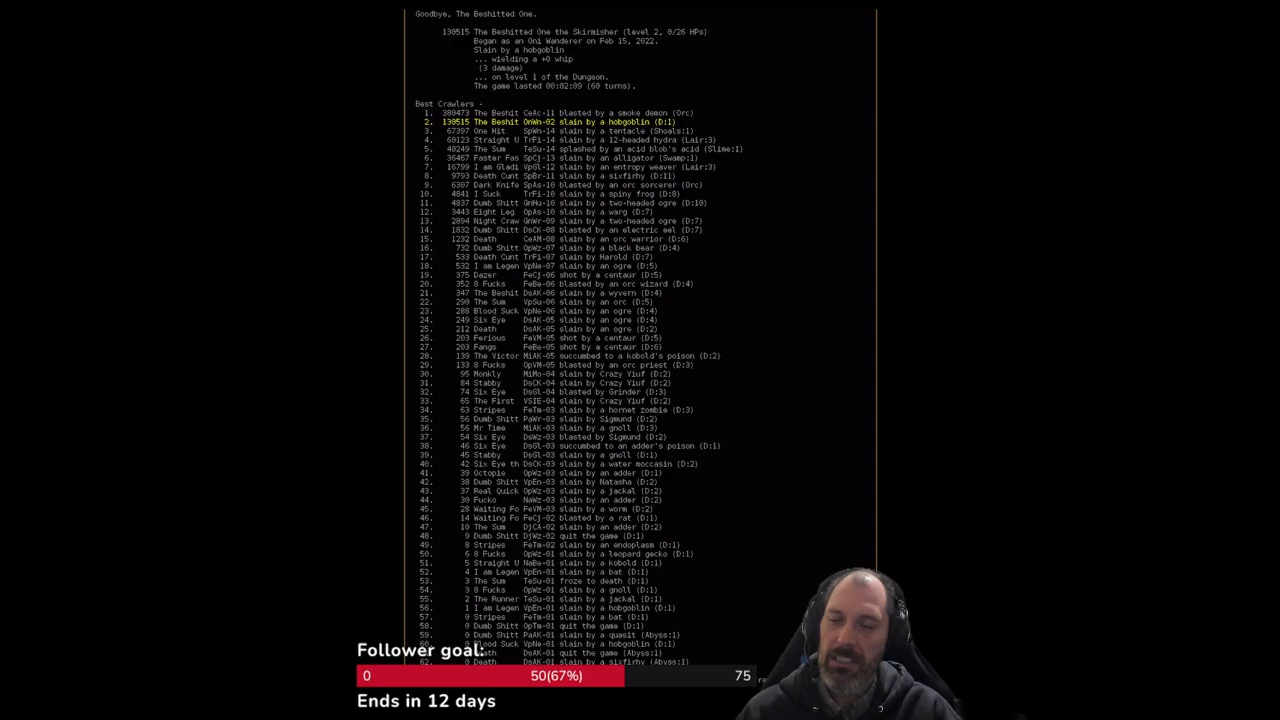 Goodbye, The Beshitted One.
130515 The Beshitted One the Skirmisher (level 2, 0/26 HPs)
Began as an Oni Wanderer on Feb 15, 2022.
Slain by a hobgoblin
... wielding a +0 whip
(3 damage)
... on level 1 of the Dungeon.
The game lasted 00:02:09 (60 turns).
Best Crawlers -
1. 380473 The Beshit CeAc-11 blasted by a smoke demon (Orc)
2. 130515 The Beshit OnWn-02 slain by a hobgoblin (D:1)
3. 67397 One Hit SpWn-14 slain by a tentacle (Shoals:1)
4. 60123 Straight U TrFi-14 slain by a 12-headed hydra (Lair:3)
5. 40249 The Sum TeSu-14 splashed by an acid blob's acid (Slime:1)
6. 36467 Faster Fas SpCj-13 slain by an alligator (Swamp:1)
7. 16799 I am Gladi VpGl-12 slain by an entropy weaver (Lair:3)
8. 9793 Death Cunt SpBr-11 slain by a sixfirhy (D:11)
9. 6307 Dark Knife SpAs-10 blasted by an orc sorcerer (Orc)
10. 4841 I Suck TrFi-10 slain by a spiny frog (D:8)
11. 4837 Dumb Shitt GnHu-10 slain by a two-headed ogre (D:10)
12. 3443 Eight Leg OpAs-10 slain by a warg (D:7)
13. 2894 Night Craw GnWr-09 slain by a two-headed ogre (D:7)
14. 1832 Dumb Shitt DsCK-08 blasted by an electric eel (D:7)
15. 1232 Death CeAM-08 slain by an orc warrior (D:6)
16. 732 Dumb Shitt OpWz-07 slain by a black bear (D:4)
17. 533 Death Cunt TrFi-07 slain by Harold (D:7)
18. 532 I am Legen VpNe-07 slain by an ogre (D:5)
19. 375 Dazer FeCj-06 shot by a centaur (D:5)
20. 352 8 Fucks FeBe-06 blasted by an orc wizard (D:4)
21. 347 The Beshit DsAK-06 slain by a wyvern (D:4)
22. 290 The Sum VpSu-06 slain by an orc (D:5)
23. 288 Blood Suck VpNe-06 slain by an ogre (D:4)
24. 249 Six Eye DsAK-05 slain by an ogre (D:4)
25. 212 Death DsAK-05 slain by an ogre (D:2)
26. 203 Ferious FeVM-05 shot by a centaur (D:5)
27. 203 Fangs FeBe-05 shot by a centaur (D:6)
28. 139 The Victor MiAK-05 succumbed to a kobold's poison (D:2)
29. 133 8 Fucks OpVM-05 blasted by an orc priest (D:3)
30. 95 Monkly MiMo-04 slain by Crazy Yiuf (D:2)
31. 84 Stabby DsCK-04 slain by Crazy Yiuf (D:2)
32. 74 Six Eye DsGl-04 blasted by Grinder (D:3)
33. 65 The First VSIE-04 slain by Crazy Yiuf (D:2)
34. 63 Stripes FeTm-03 slain by a hornet zombie (D:3)
35. 56 Dumb Shitt PaWr-03 slain by Sigmund (D:2)
36. 56 Mr Time MiAK-03 slain by a gnoll (D:3)
37. 54 Six Eye DsWz-03 blasted by Sigmund (D:2)
38. 46 Six Eye DsGl-03 succumbed to an adder's poison (D:1)
39. 45 Stabby DsCK-03 slain by a gnoll (D:1)
40. 42 Six Eye th DsCK-03 slain by a water moccasin (D:2)
41. 39 Octopie OpWz-03 slain by an adder (D:1)
42. 38 Dumb Shitt VpEn-03 slain by Natasha (D:2)
43. 37 Real Quick OpWz-03 slain by a jackal (D:2)
44. 30 Fucko NaWz-03 slain by an adder (D:1)
45. 28 Waiting Fo FeVM-03 slain by a worm (D:2)
46. 14 Waiting Fo FeCj-02 blasted by a rat (D:1)
47. 10 The Sum DjCA-02 slain by an adder (D:2)
48. 9 Dumb Shitt DjWz-02 quit the game (D:1)
49. 8 Stripes FeTm-02 slain by an endoplasm (D:1)
50. 6 8 Fucks OpWz-01 slain by a leopard gecko (D:1)
51. 5 Straight U NaBe-01 slain by a kobold (D:1)
52. 4 I am Legen VpEn-01 slain by a bat (D:1)
53. 3 The Sum TeSu-01 froze to death (D:1)
54. 3 8 Fucks OpWz-01 slain by a gnoll (D:1)
55. 2 The Runner TeSu-01 slain by a jackal (D:1)
56. 1 I am Legen VpEn-01 slain by a hobgoblin (D:1)
57. 0 Stripes FeTm-01 slain by a bat (D:1)
58. 0 Dumb Shitt OpTm-01 quit the game (D:1)
59. 0 Dumb Shitt PaAK-01 slain by a quasit (Abyss:1)
0 Blood Suck VpNe-01 slain by a hobgoblin (D:1)
DsAK-01 quit the game (Abyss:1)
62. 0 Death DsAK-01 slain by a sixfirhy (Abyss:1)
Follower goal:
0 50(67%) 75
Ends in 12 days